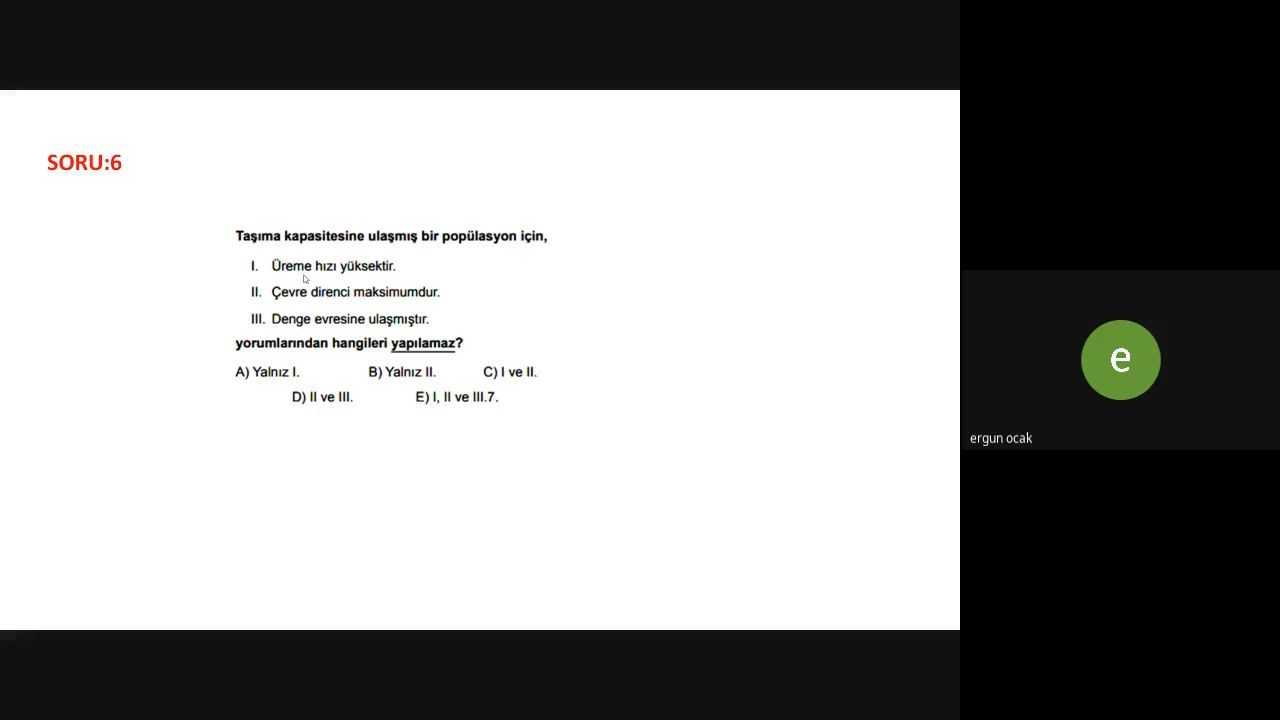 SORU:6
Taşıma kapasitesine ulaşmış bir popülasyon için,
I. Üreme hızı yüksektir.
II. Çevre direnci maksimumdur.
III. Denge evresine ulaşmıştır.
yorumlarından hangileri yapılamaz?
A) Yalnız I. B) Yalnız II. C) I ve II.
D) II ve III. E) I, II ve III.7.
e
ergun ocak